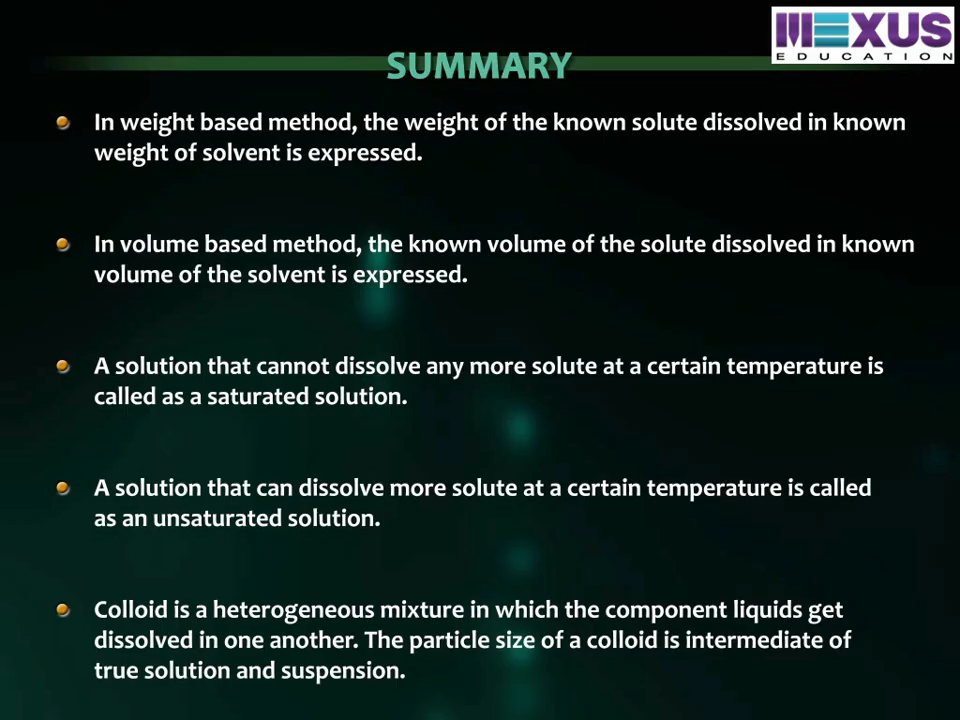 MEXUS
EDUCATION
SUMMARY
In weight based method, the weight of the known solute dissolved in known
weight of solvent is expressed.
In volume based method, the known volume of the solute dissolved in known
volume of the solvent is expressed.
A solution that cannot dissolve any more solute at a certain temperature is
called as a saturated solution.
A solution that can dissolve more solute at a certain temperature is called
as an unsaturated solution.
Colloid is a heterogeneous mixture in which the component liquids get
dissolved in one another. The particle size of a colloid is intermediate of
true solution and suspension.